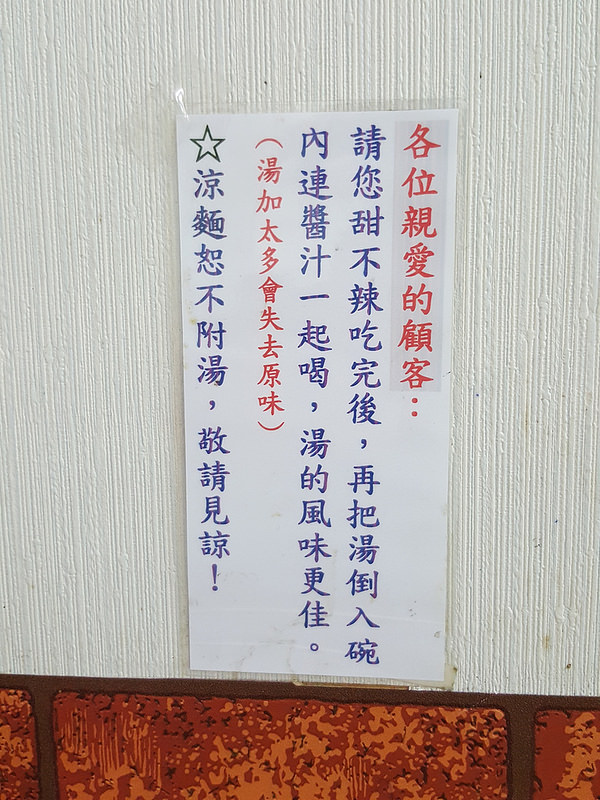 各位親愛的顧客：
請您甜不辣吃完後，再把湯倒入碗
內連醬汁一起喝，湯的風味更佳。
（湯加太多會失去原味）
☆涼麵恕不附湯，敬請見諒！